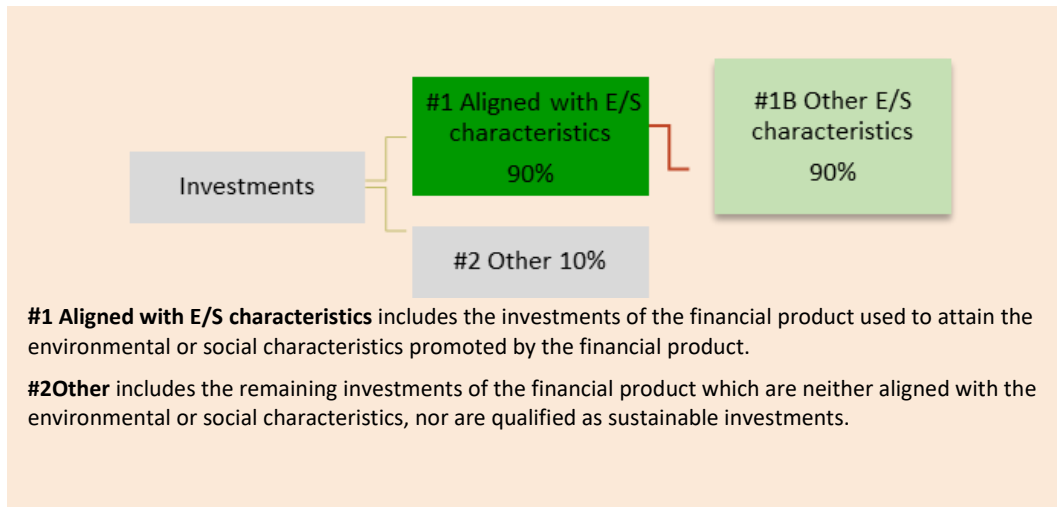 #1 Aligned with E/S
characteristics
90%
#1B Other E/S
characteristics
90%
Investments
#2 Other 10%
#1 Aligned with E/S characteristics includes the investments of the financial product used to attain the
environmental or social characteristics promoted by the financial product.
#2Other includes the remaining investments of the financial product which are neither aligned with the
environmental or social characteristics, nor are qualified as sustainable investments.